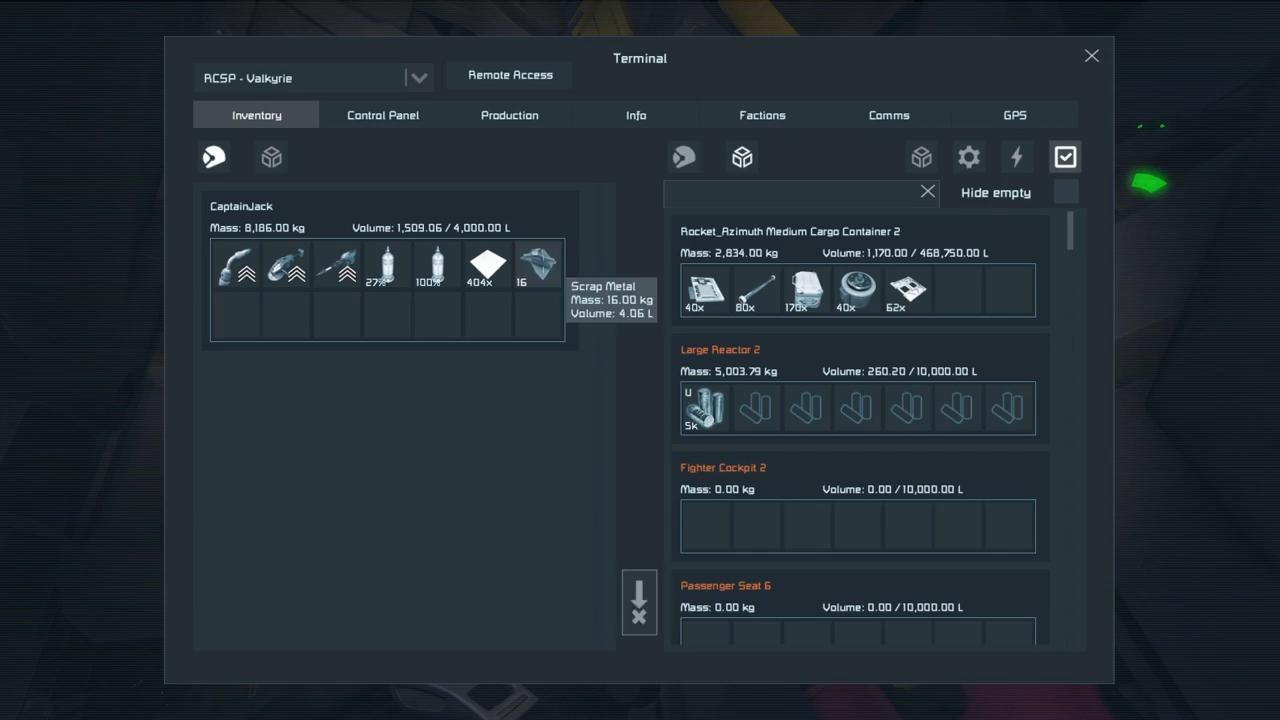 Terminal
RCSP - Valkyrie
Remote Access
Inventory
Control Panel
Production
Info
Factions
Comms
GPS
Hide empty
CaptainJack
Mass: 8,186.00 kg
Volume: 1,509.06 / 4,000.00 L
27%
100%
404x
16
Scrap Metal
Mass: 16.00 kg
Volume: 4.06 L
Rocket_Azimuth Medium Cargo Container 2
Mass: 2,834.00 kg
Volume: 1,170.00 / 468,750.00 L
40x
80x
170x
40x
62x
Large Reactor 2
Mass: 5,003.79 kg
Volume: 260.20 / 10,000.00 L
U
5k
Fighter Cockpit 2
Mass: 0.00 kg
Volume: 0.00 / 10,000.00 L
Passenger Seat 6
Mass: 0.00 kg
Volume: 0.00 / 10,000.00 L